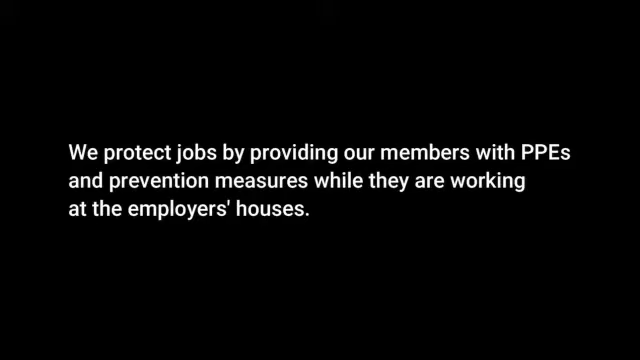 We protect jobs by providing our members with PPEs
and prevention measures while they are working
at the employers' houses.